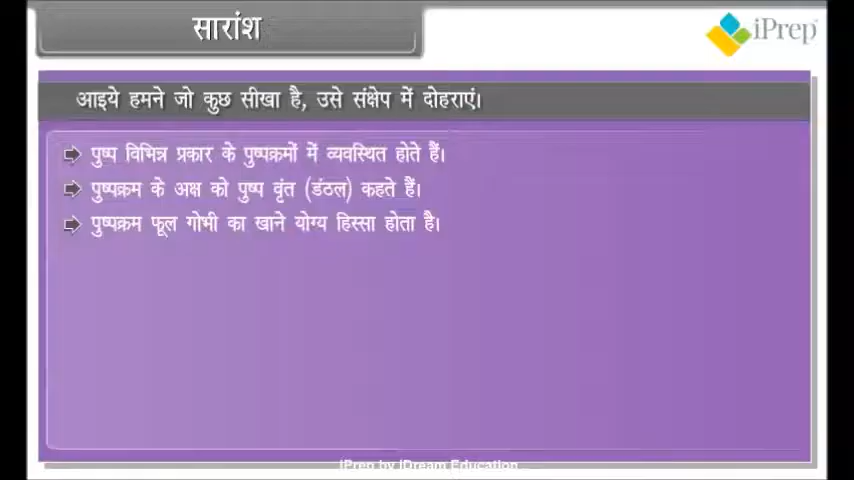 सारांश
iPrep
आइये हमने जो कुछ सीखा है, उसे संक्षेप में दोहराएं।
पुष्प विभिन्न प्रकार के पुष्पक्रमों में व्यवस्थित होते हैं।
पुष्पक्रम के अक्ष को पुष्प वृंत (डंठल) कहते हैं।
पुष्पक्रम फूल गोभी का खाने योग्य हिस्सा होता है।
iPrep by iDream Education